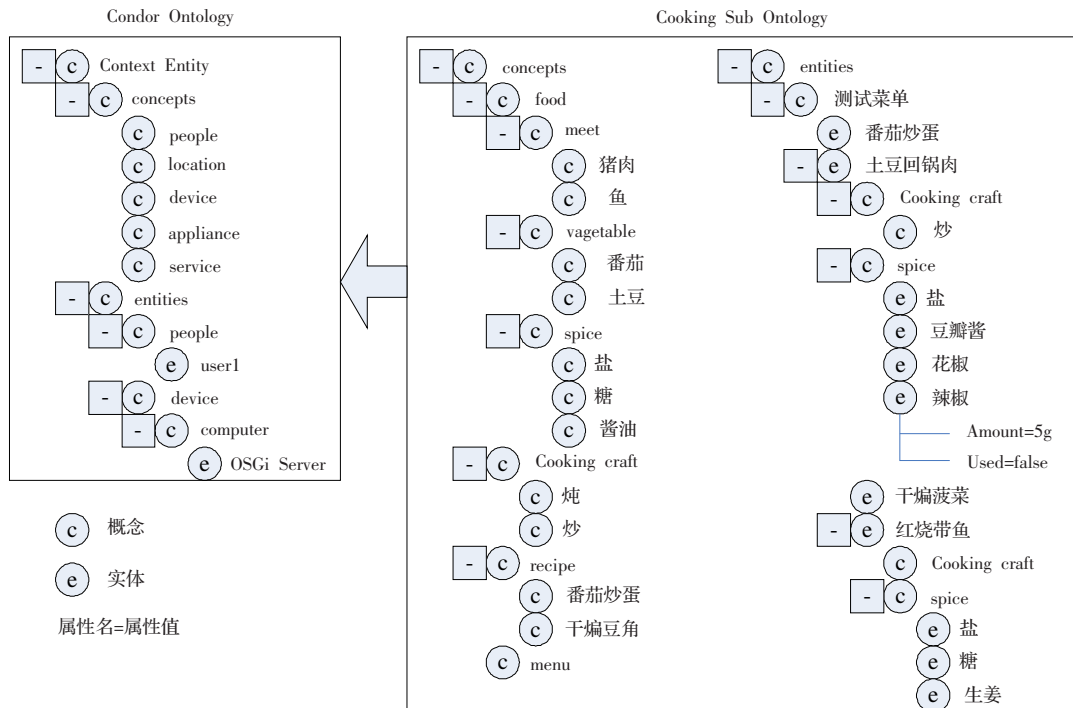 Condor Ontology
- c Context Entity
- c concepts
c people
c location
c device
c appliance
c service
- c entities
- c people
e user1
- c device
- c computer
e OSGi Server
c 概念
e 实体
属性名=属性值
Cooking Sub Ontology
- c concepts
- c food
- c meet
c 猪肉
c 鱼
- c vagetable
c 番茄
c 土豆
- c spice
c 盐
c 糖
c 酱油
- c Cooking craft
c 炖
c 炒
- c recipe
c 番茄炒蛋
c 干煸豆角
c menu
- c entities
- c 测试菜单
e 番茄炒蛋
- e 土豆回锅肉
- c Cooking craft
c 炒
- c spice
e 盐
e 豆瓣酱
e 花椒
e 辣椒
Amount=5g
Used=false
e 干煸菠菜
- e 红烧带鱼
c Cooking craft
- c spice
e 盐
e 糖
e 生姜